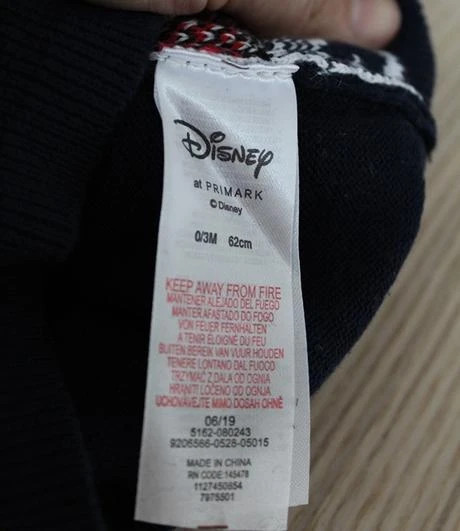 Disney
at PRIMARK
© Disney
0/3M 62cm
KEEP AWAY FROM FIRE
MANTENER ALEJADO DEL FUEGO
MANTER AFASTADO DO FOGO
VON FEUER FERNHALTEN
A TENIR ÉLOIGNÉ DU FEU
BUITEN BEREIK VAN VUUR HOUDEN
TENERE LONTANO DAL FUOCO
TRZYMAĆ Z DALA OD OGNIA
HRANITI LOČENO OD OGNJA
UCHOVÁVEJTE MIMO DOSAH OHNĚ
06/19
5162-080243
9206566-0528-05015
MADE IN CHINA
RN CODE: 145478
1127450854
7975501